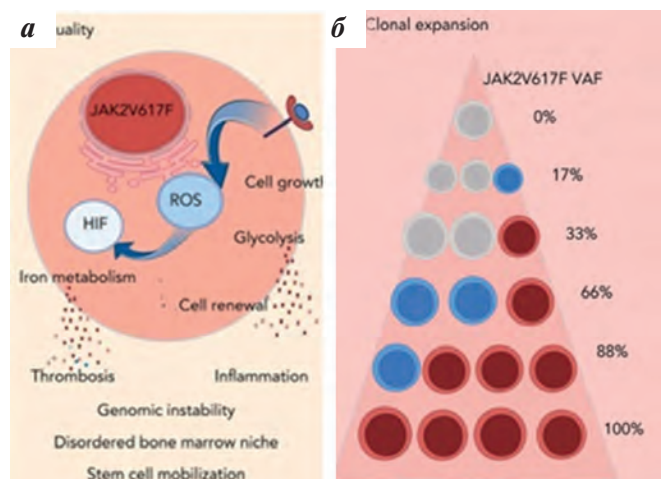 а
uality
JAK2V617F
ROS
HIF
Cell growth
Glycolysis
Iron metabolism
Cell renewal
Thrombosis
Inflammation
Genomic instability
Disordered bone marrow niche
Stem cell mobilization
б
Clonal expansion
JAK2V617F VAF
0%
17%
33%
66%
88%
100%